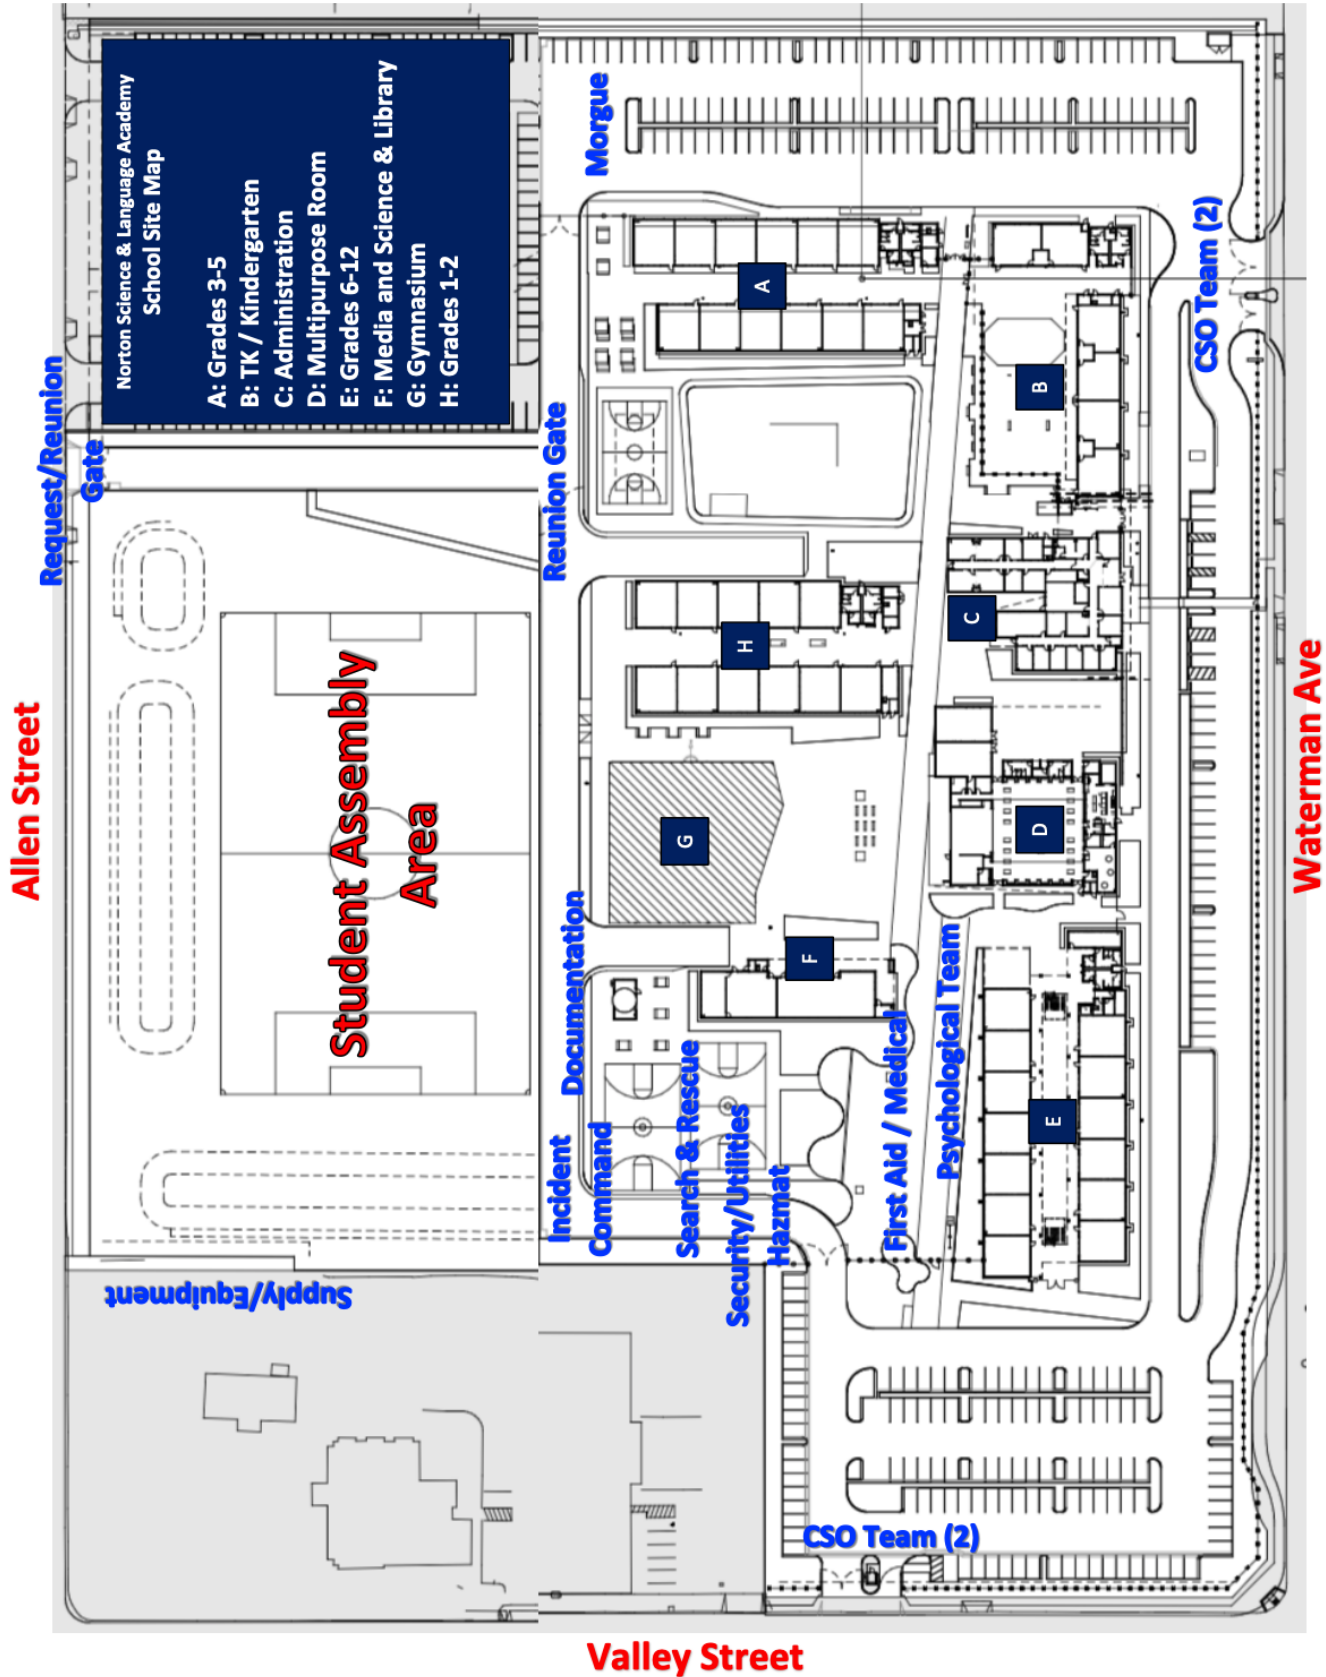 Norton Science & Language Academy
School Site Map
A: Grades 3-5
B: TK / Kindergarten
C: Administration
D: Multipurpose Room
E: Grades 6-12
F: Media and Science & Library
G: Gymnasium
H: Grades 1-2
Morgue
CSO Team (2)
Request/Reunion
Gate
Reunion Gate
A
B
C
H
Allen Street
Student Assembly
Area
Waterman Ave
G
D
F
E
Documentation
Incident
Command
Search & Rescue
Security/Utilities
Hazmat
First Aid / Medical
Psychological Team
Supply/Equipment
CSO Team (2)
Valley Street